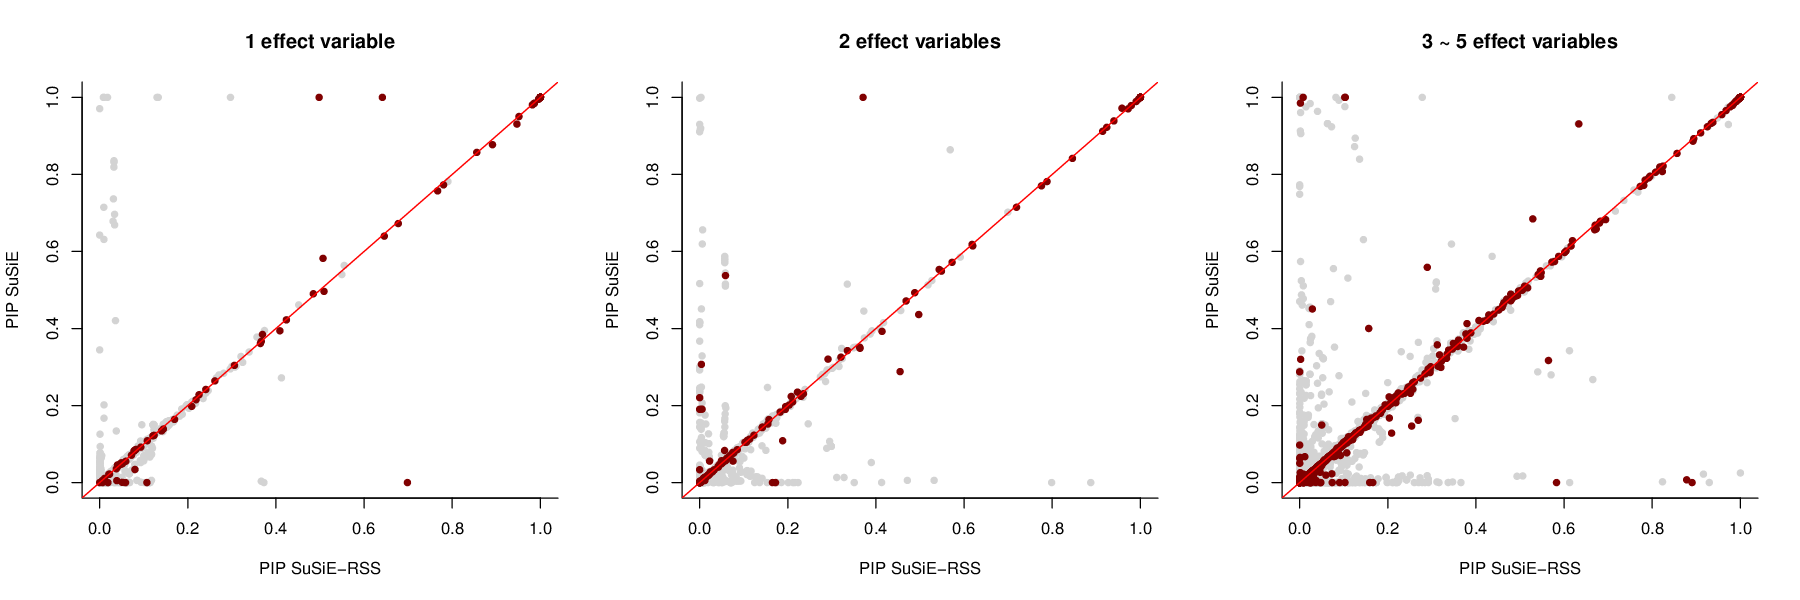 1 effect variable
PIP SuSiE
1.0
0.8
0.6
0.4
0.2
0.0
0.0 0.2 0.4 0.6 0.8 1.0
PIP SuSiE−RSS
2 effect variables
PIP SuSiE
1.0
0.8
0.6
0.4
0.2
0.0
0.0 0.2 0.4 0.6 0.8 1.0
PIP SuSiE−RSS
3 ~ 5 effect variables
PIP SuSiE
1.0
0.8
0.6
0.4
0.2
0.0
0.0 0.2 0.4 0.6 0.8 1.0
PIP SuSiE−RSS